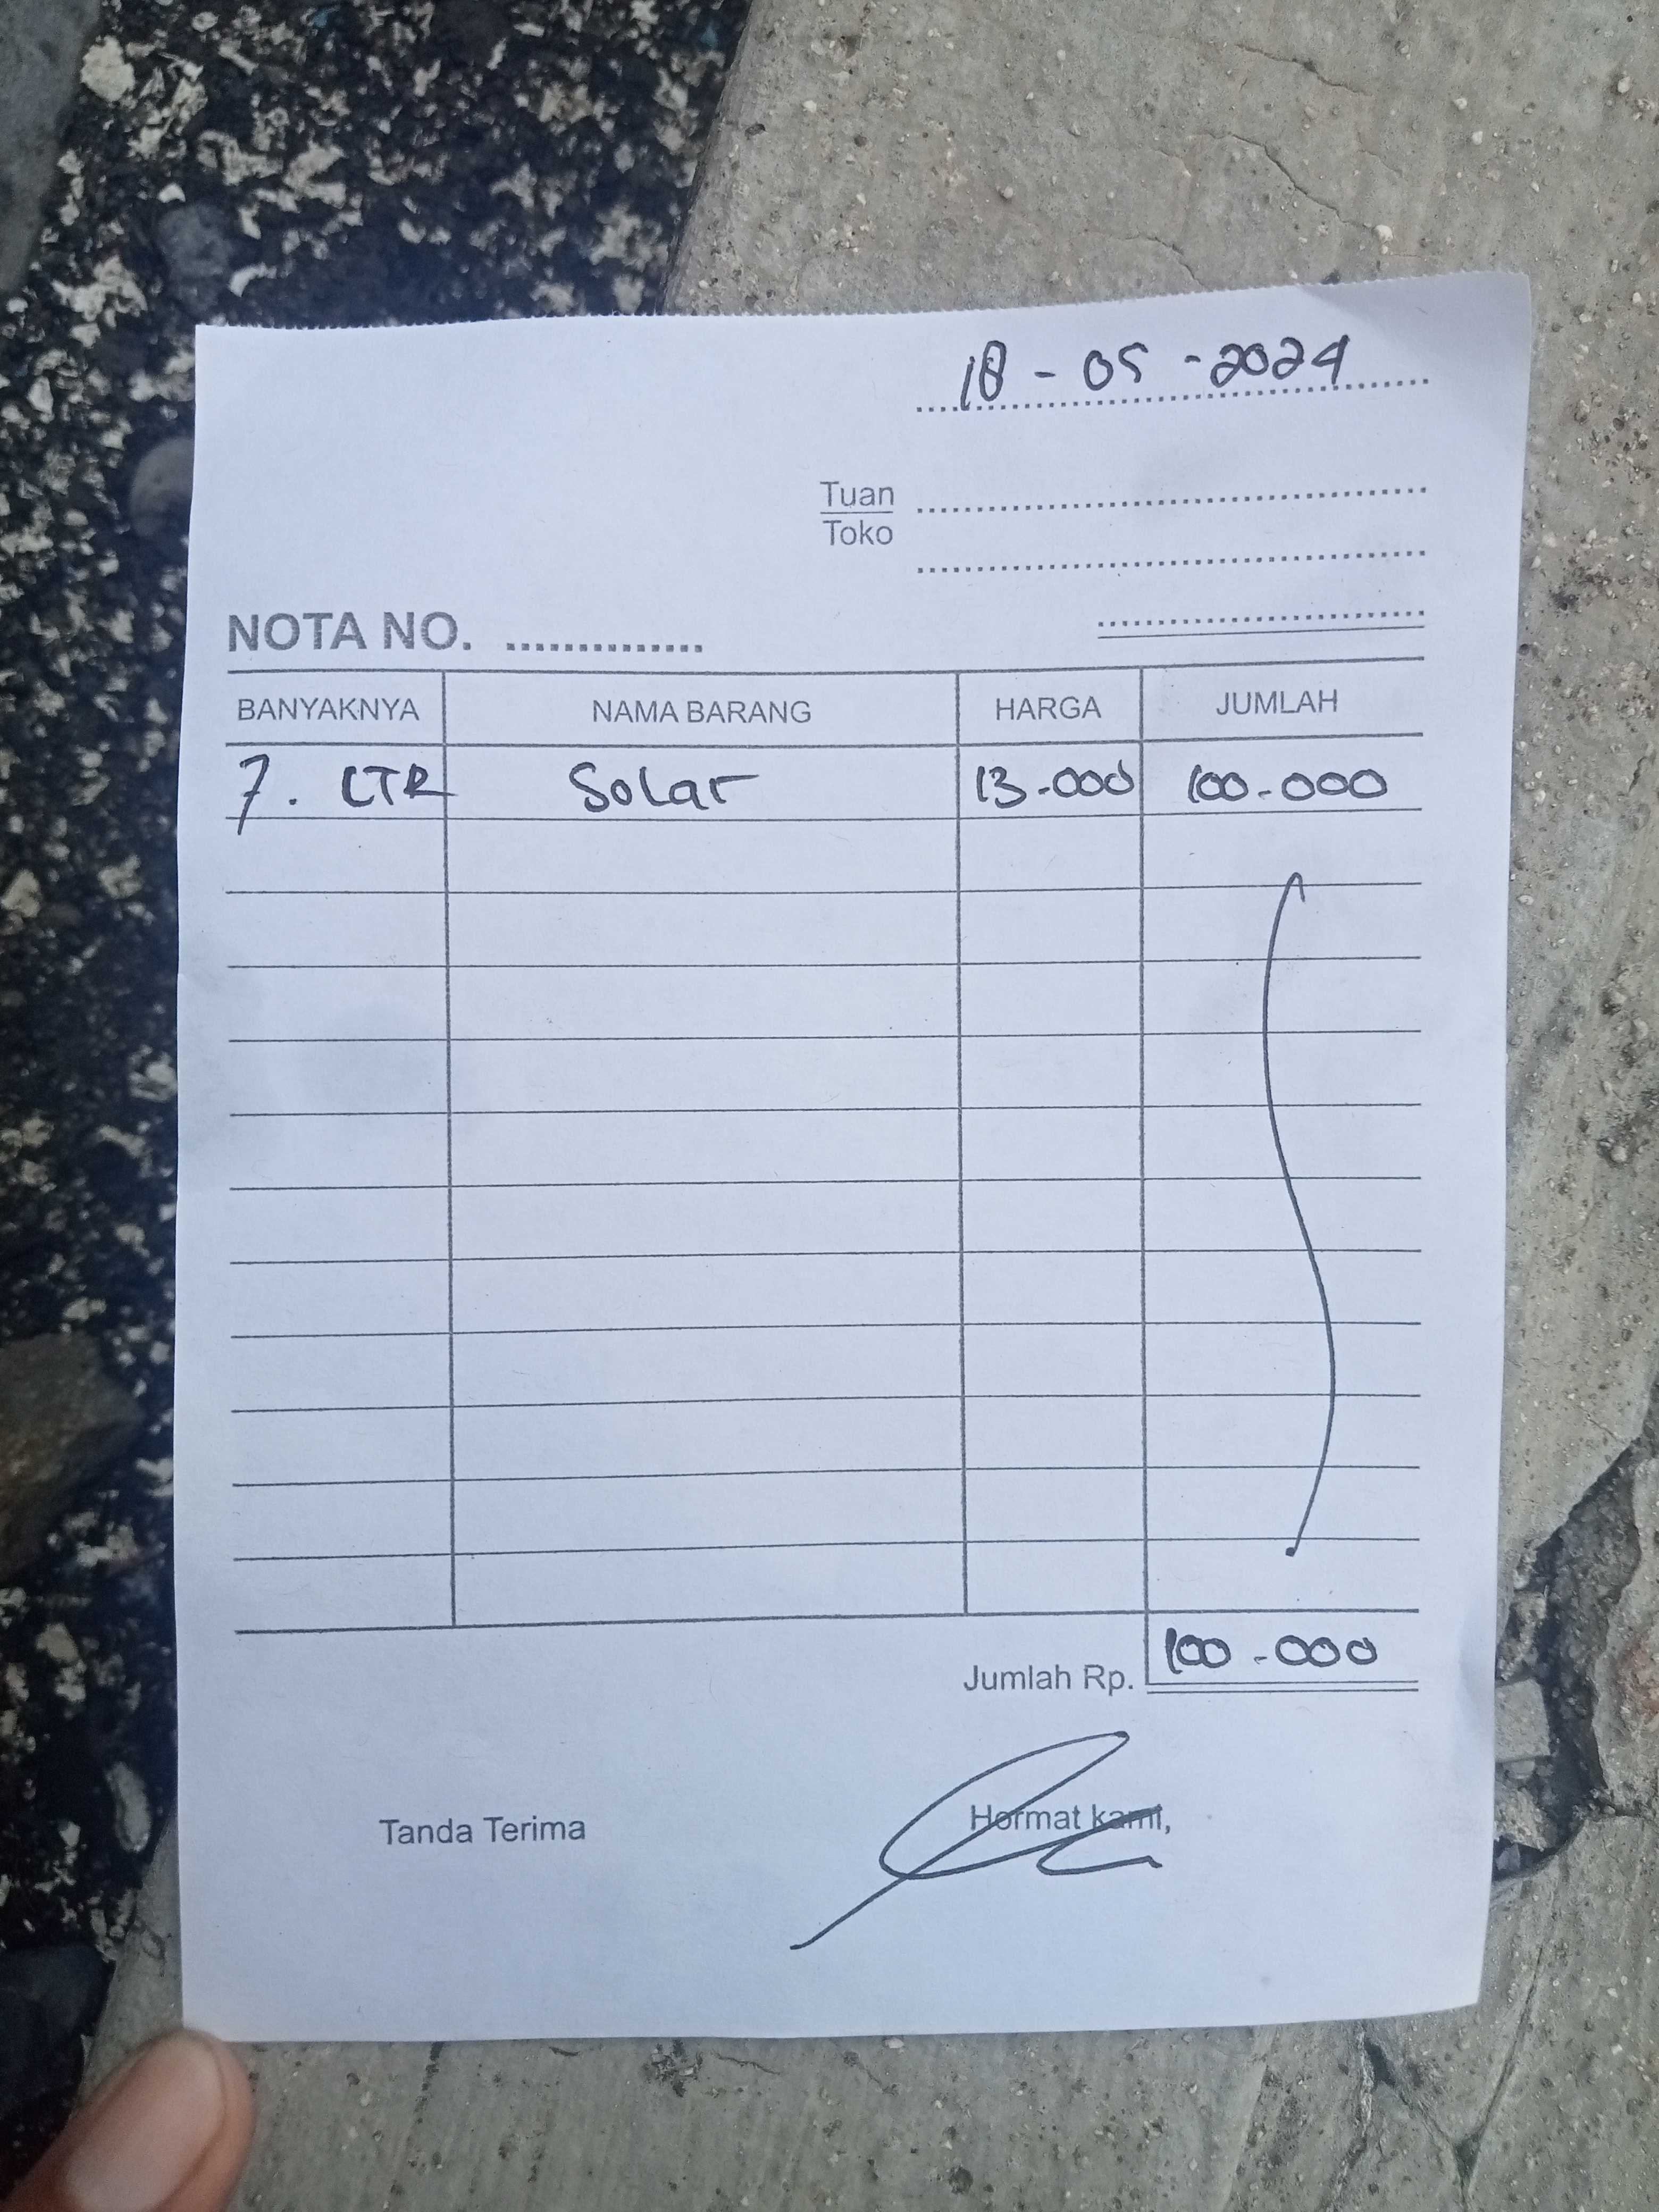 18 - 05 - 2024
Tuan
Toko
NOTA NO. ..............
BANYAKNYA NAMA BARANG HARGA JUMLAH
7. LTR Solar 13.000 100.000
Jumlah Rp. 100.000
Tanda Terima Hormat kami,